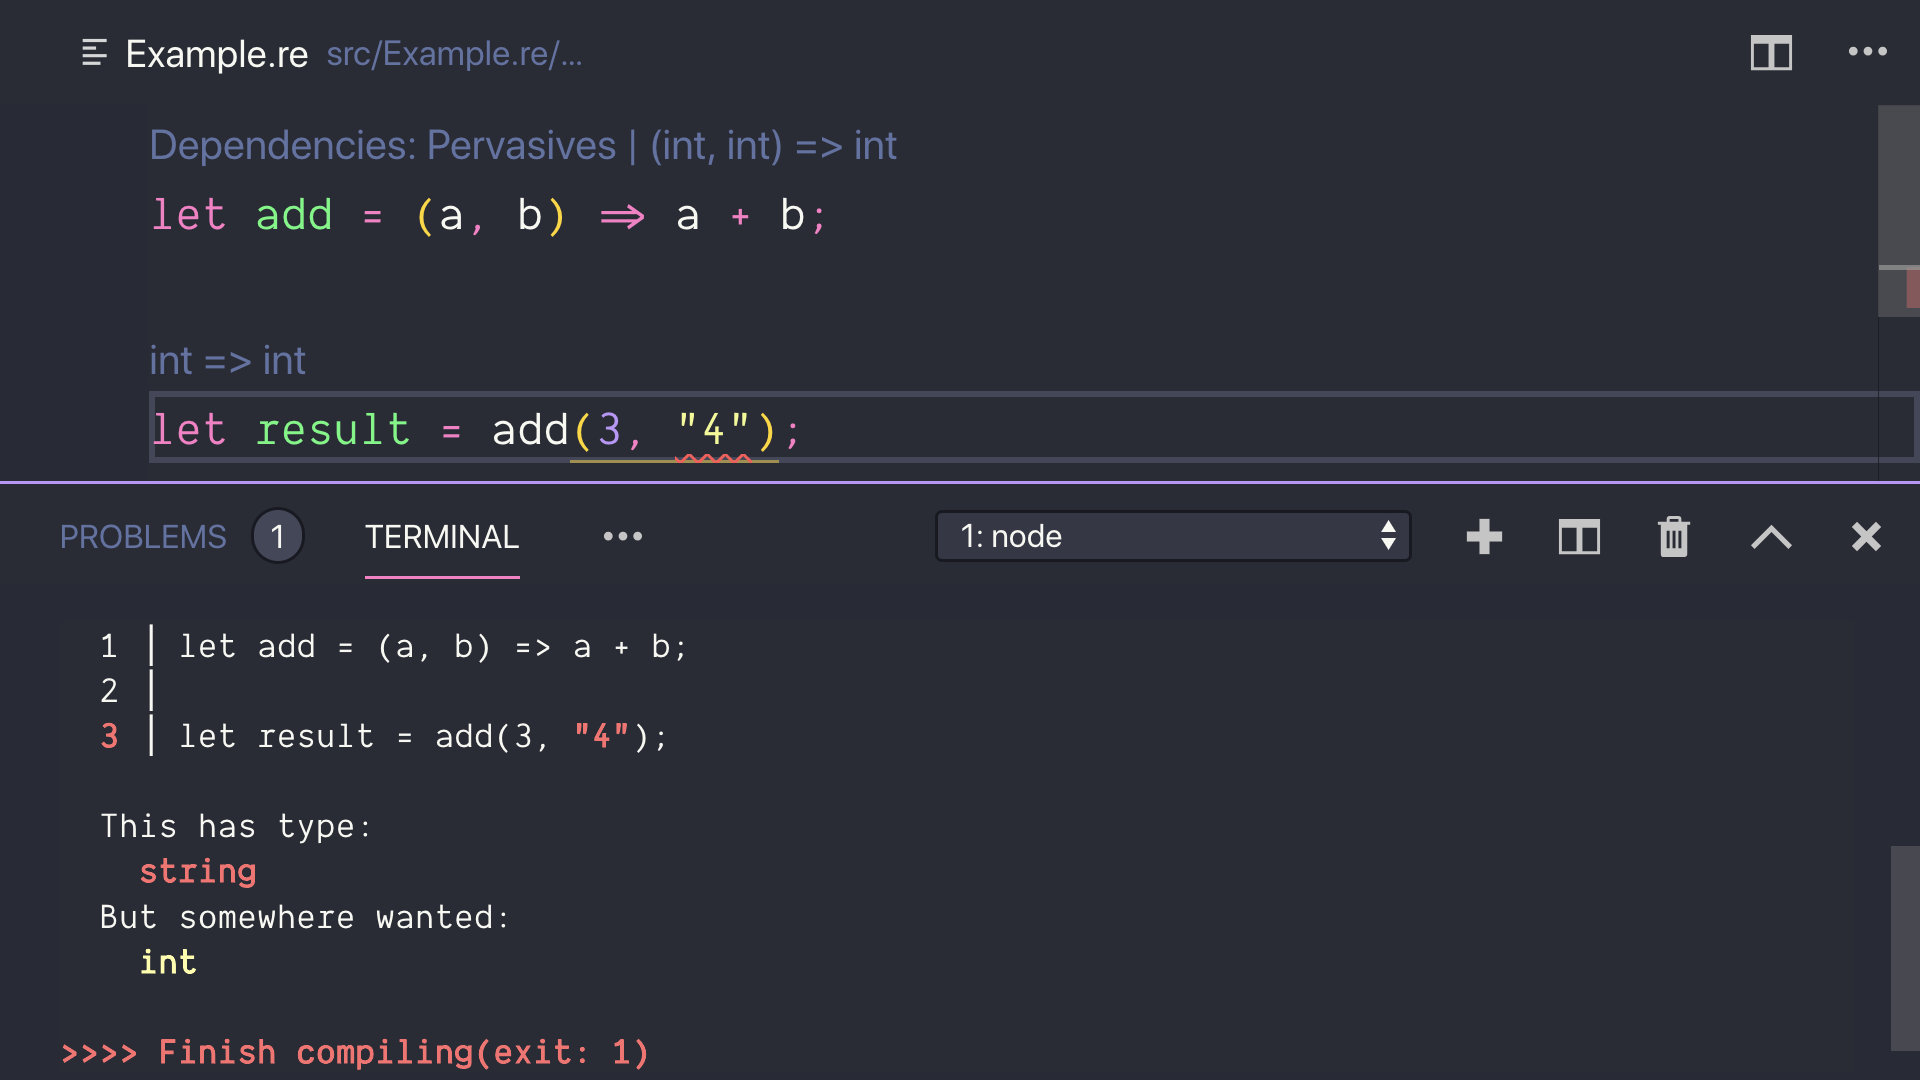 Example.re src/Example.re/...
Dependencies: Pervasives | (int, int) => int
let add = (a, b) => a + b;
int => int
let result = add(3, "4");
PROBLEMS 1 TERMINAL ••• 1: node
1 | let add = (a, b) => a + b;
2 |
3 | let result = add(3, "4");
This has type:
string
But somewhere wanted:
int
>>>> Finish compiling(exit: 1)